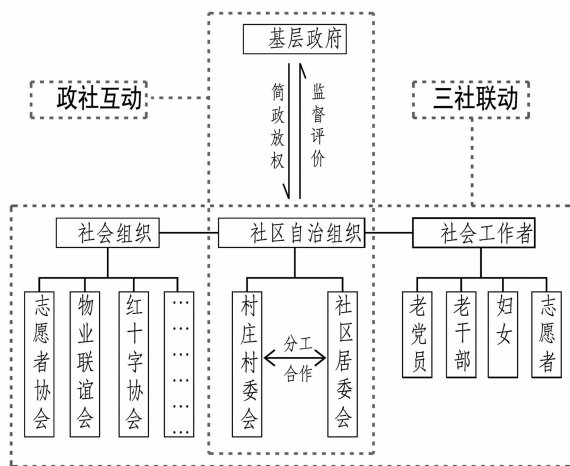 基层政府
政社互动
三社联动
简政放权
监督评价
社会组织
社区自治组织
社会工作者
志愿者协会
物业联谊会
红十字协会
……………
村庄村委会
分工
合作
社区居委会
老党员
老干部
妇女
志愿者